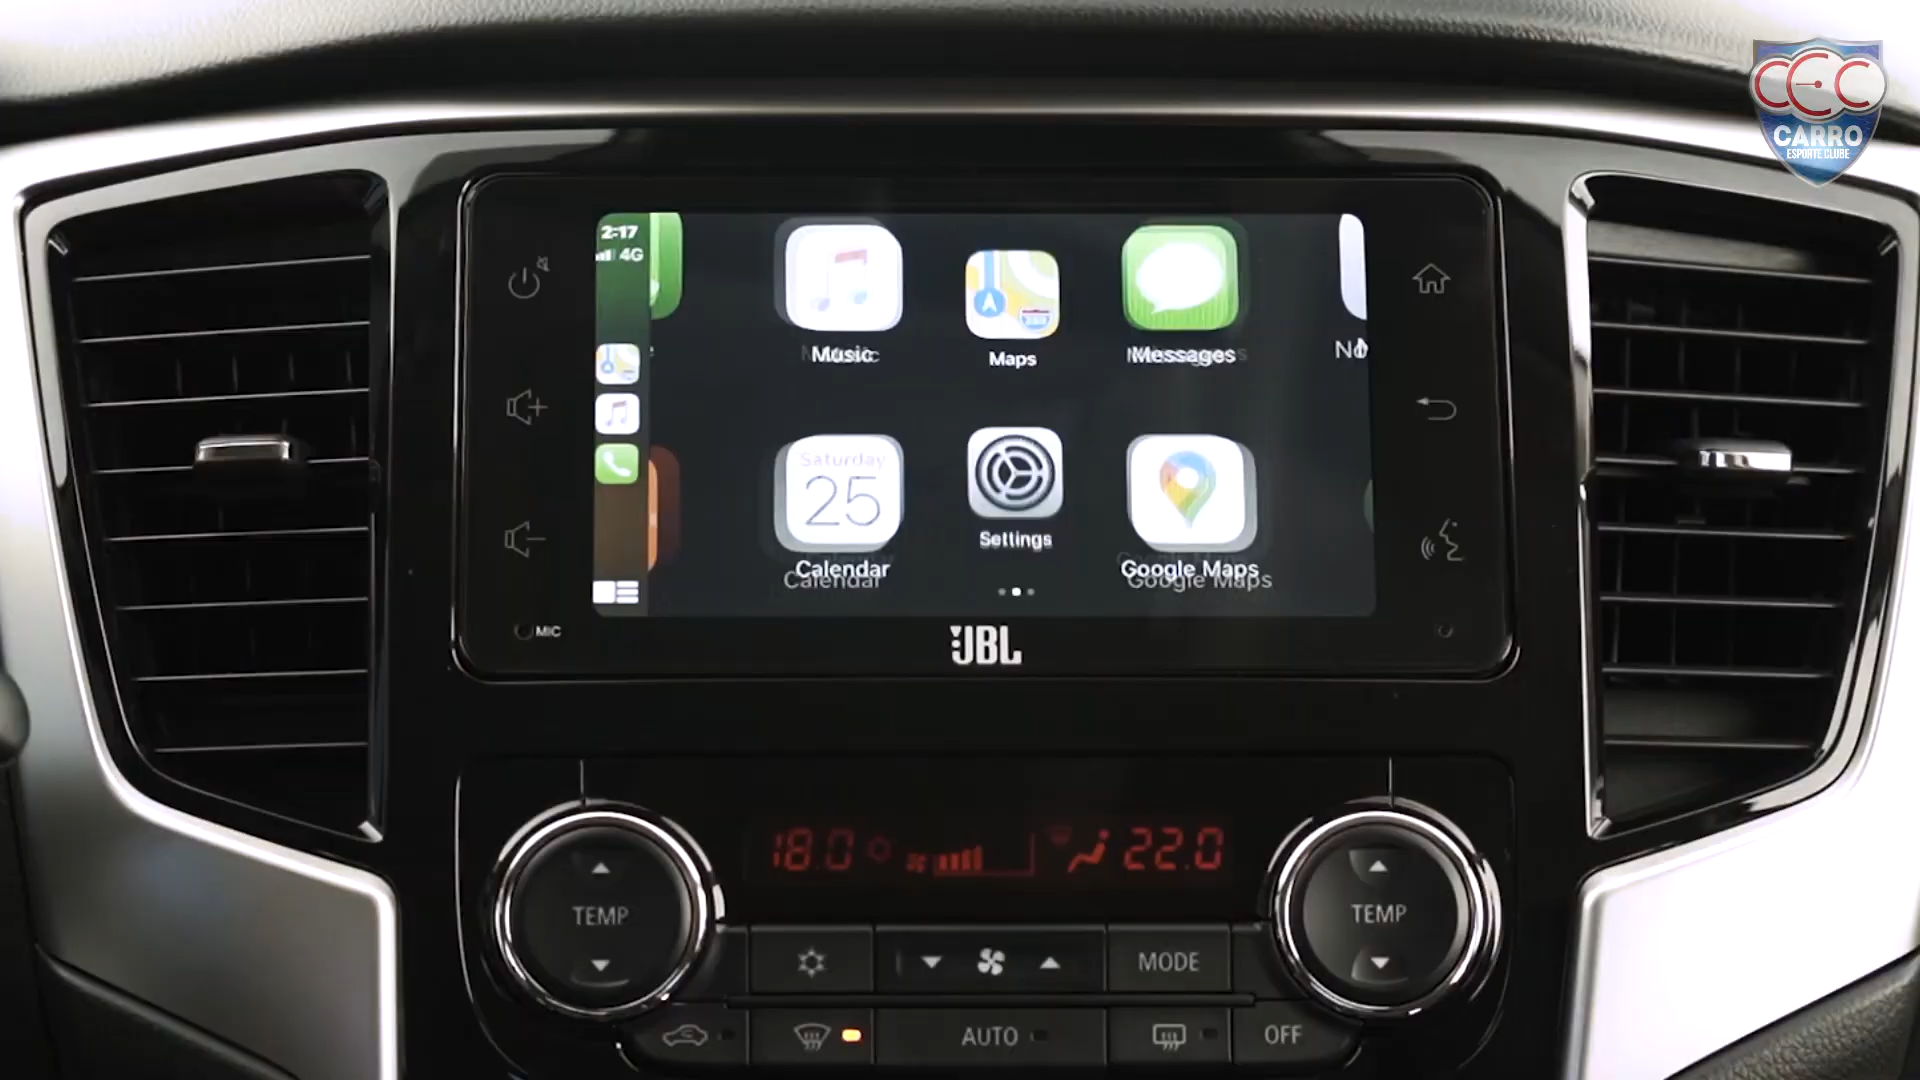 CEC
CARRO
ESPORTE CLUBE
2:17
4G
Music
Maps
Messages
Saturday
25
Calendar
Settings
Google Maps
MIC
JBL
18.0
22.0
TEMP
TEMP
MODE
AUTO
OFF